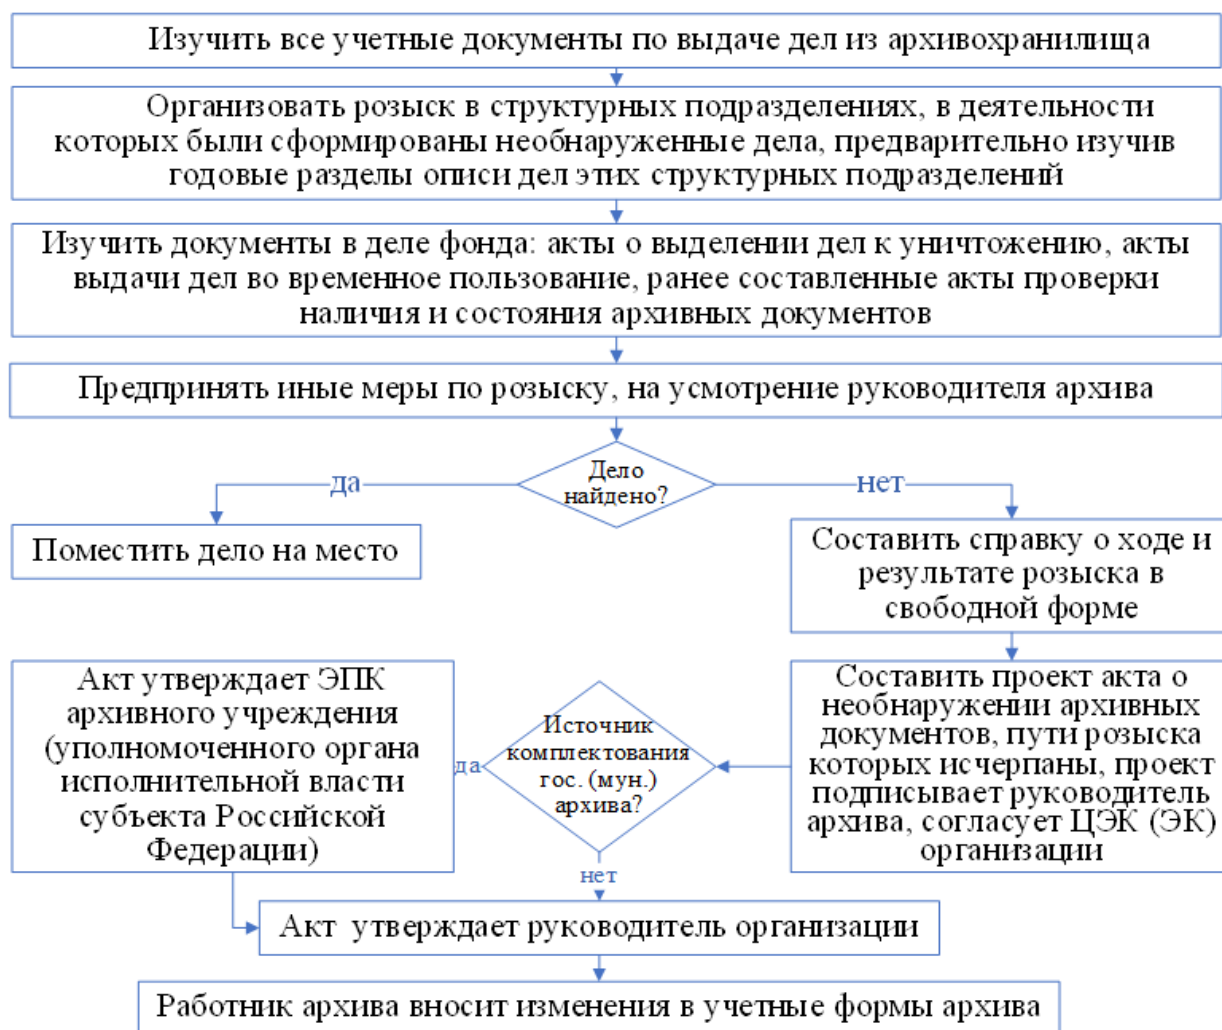 Изучить все учетные документы по выдаче дел из архивохранилища
Организовать розыск в структурных подразделениях, в деятельности
которых были сформированы необнаруженные дела, предварительно изучив
годовые разделы описи дел этих структурных подразделений
Изучить документы в деле фонда: акты о выделении дел к уничтожению, акты
выдачи дел во временное пользование, ранее составленные акты проверки
наличия и состояния архивных документов
Предпринять иные меры по розыску, на усмотрение руководителя архива
Дело
найдено?
да
нет
Поместить дело на место
Составить справку о ходе и
результате розыска в
свободной форме
Составить проект акта о
необнаружении архивных
документов, пути розыска
которых исчерпаны, проект
подписывает руководитель
архива, согласует ЦЭК (ЭК)
организации
Источник
комплектования
гос. (мун.)
архива?
да
нет
Акт утверждает ЭПК
архивного учреждения
(уполномоченного органа
исполнительной власти
субъекта Российской
Федерации)
Акт утверждает руководитель организации
Работник архива вносит изменения в учетные формы архива